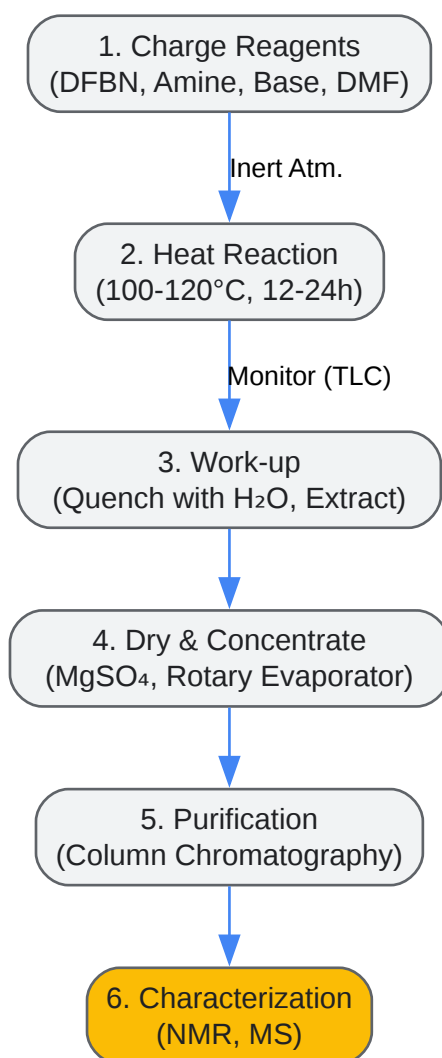 1. Charge Reagents
(DFBN, Amine, Base, DMF)
Inert Atm.
2. Heat Reaction
(100-120°C, 12-24h)
Monitor (TLC)
3. Work-up
(Quench with H₂O, Extract)
4. Dry & Concentrate
(MgSO₄, Rotary Evaporator)
5. Purification
(Column Chromatography)
6. Characterization
(NMR, MS)